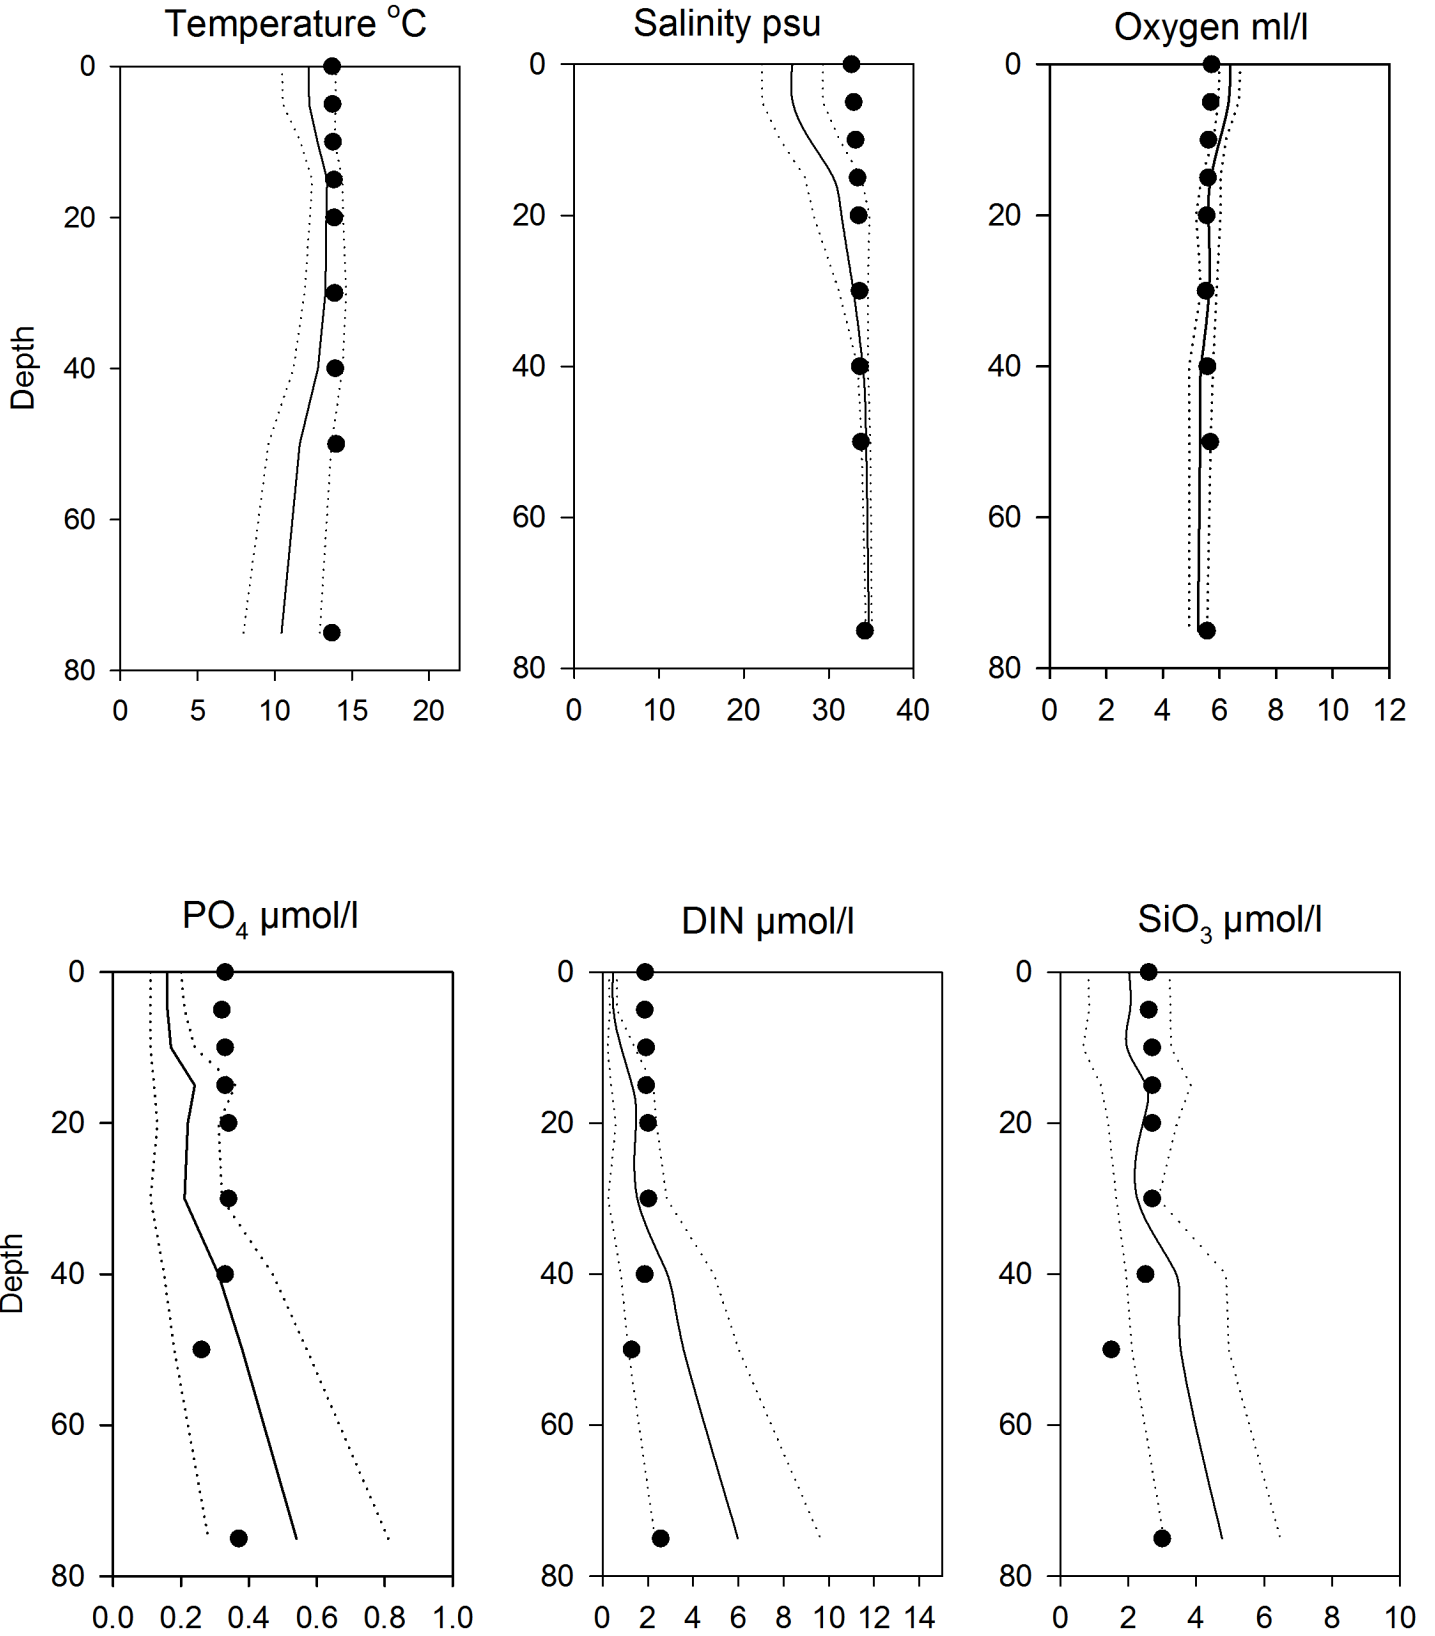 Temperature °C
Salinity psu
Oxygen ml/l
0
20
40
60
80
Depth
0 5 10 15 20
0
20
40
60
80
0 10 20 30 40
0
20
40
60
80
0 2 4 6 8 10 12
PO4 µmol/l
DIN µmol/l
SiO3 µmol/l
0
20
40
60
80
Depth
0.0 0.2 0.4 0.6 0.8 1.0
0
20
40
60
80
0 2 4 6 8 10 12 14
0
20
40
60
80
0 2 4 6 8 10